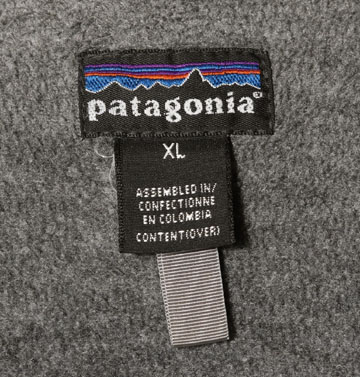 patagonia®
XL
ASSEMBLED IN/
CONFECTIONNE
EN COLOMBIA
CONTENT(OVER)